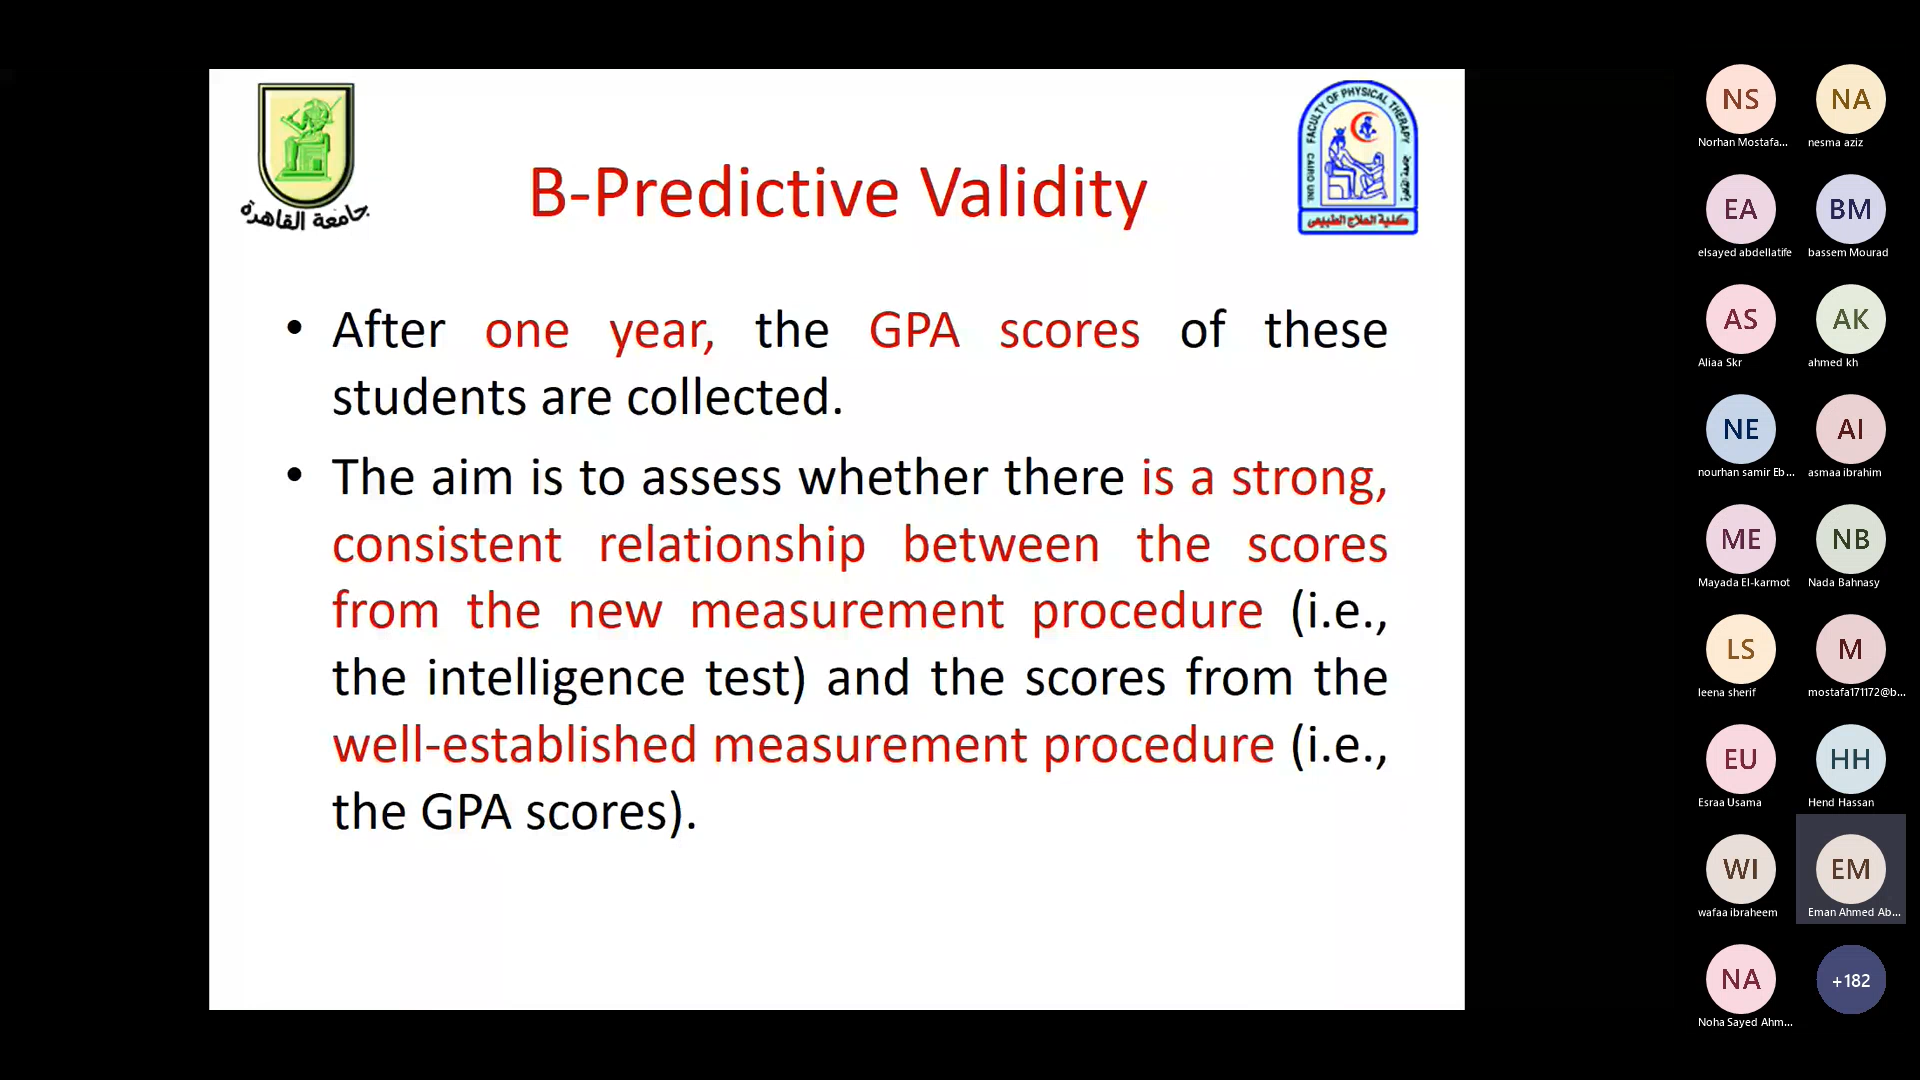 جامعة القاهرة
FACULTY OF PHYSICAL THERAPY
CAIRO UNI.
كلية العلاج الطبيعي
B-Predictive Validity
• After one year, the GPA scores of these
students are collected.
• The aim is to assess whether there is a strong,
consistent relationship between the scores
from the new measurement procedure (i.e.,
the intelligence test) and the scores from the
well-established measurement procedure (i.e.,
the GPA scores).
NS
NA
Norhan Mostafa...
nesma aziz
EA
BM
elsayed abdellatife
bassem Mourad
AS
AK
Aliaa Skr
ahmed kh
NE
AI
nourhan samir Eb...
asmaa ibrahim
ME
NB
Mayada El-karmot
Nada Bahnasy
LS
M
leena sherif
mostafa171172@b...
EU
HH
Esraa Usama
Hend Hassan
WI
EM
wafaa ibraheem
Eman Ahmed Ab...
NA
+182
Noha Sayed Ahm...